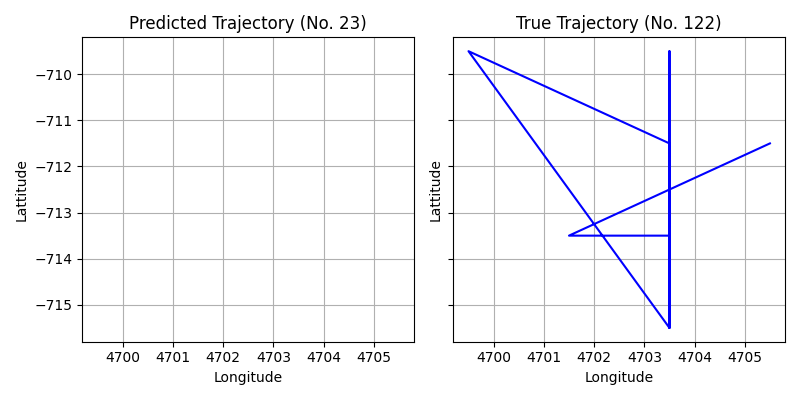 Predicted Trajectory (No. 23)
True Trajectory (No. 122)
Lattitude
−710
−711
−712
−713
−714
−715
4700 4701 4702 4703 4704 4705
Longitude
Lattitude
4700 4701 4702 4703 4704 4705
Longitude